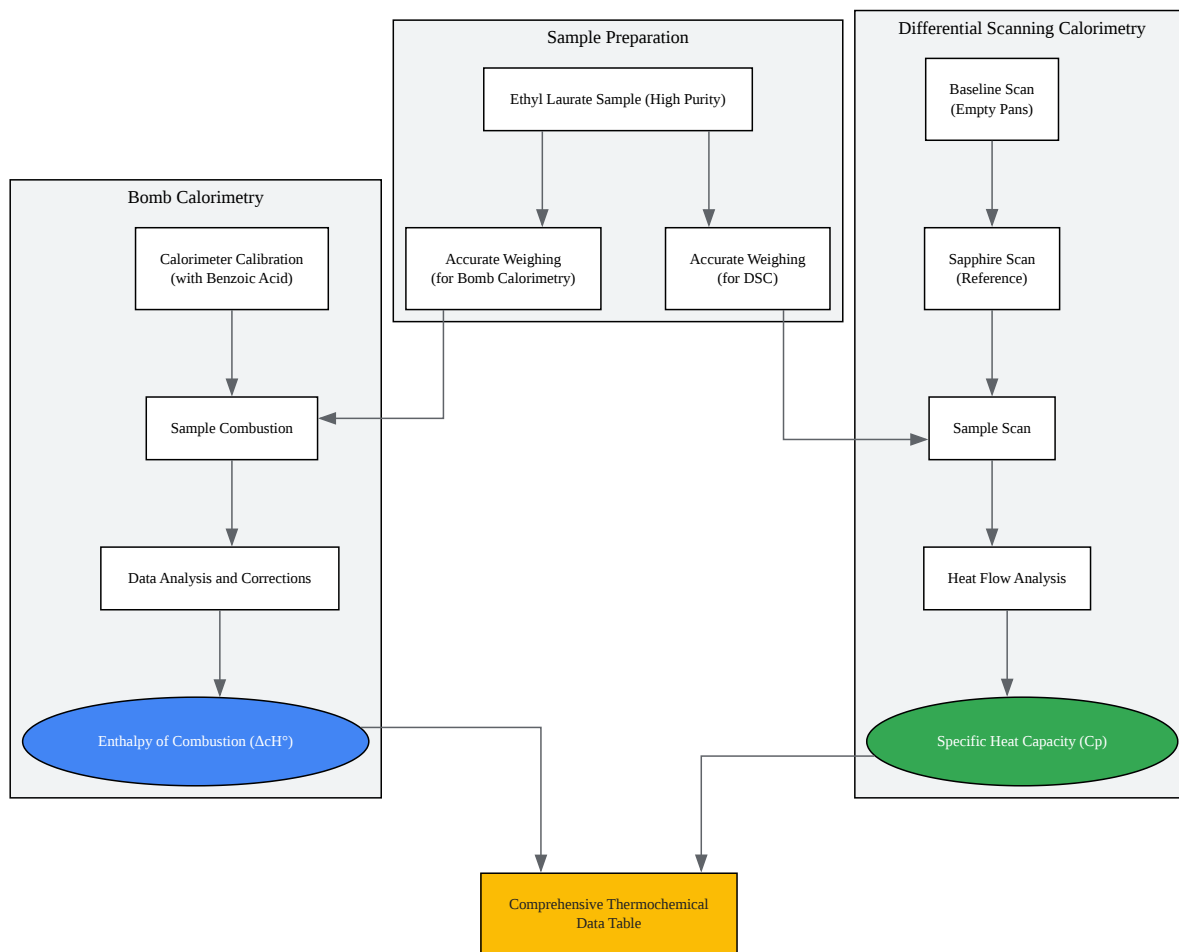 Sample Preparation
Ethyl Laurate Sample (High Purity)
Accurate Weighing
(for Bomb Calorimetry)
Accurate Weighing
(for DSC)
Bomb Calorimetry
Calorimeter Calibration
(with Benzoic Acid)
Sample Combustion
Data Analysis and Corrections
Enthalpy of Combustion (ΔcH°)
Differential Scanning Calorimetry
Baseline Scan
(Empty Pans)
Sapphire Scan
(Reference)
Sample Scan
Heat Flow Analysis
Specific Heat Capacity (Cp)
Comprehensive Thermochemical
Data Table